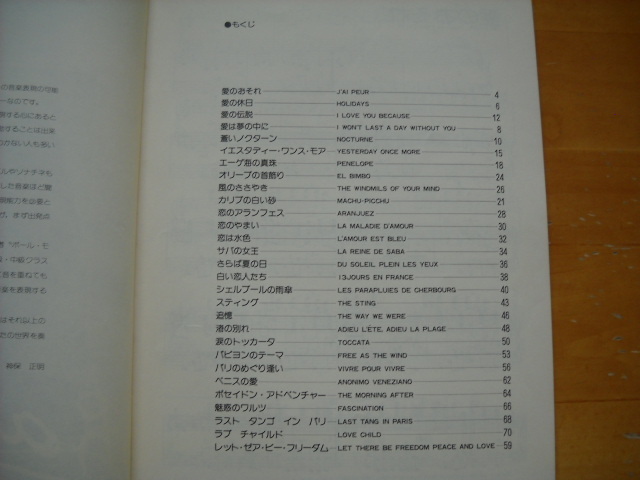 の音楽表現の可能
ーなのです。
●もくじ
愛のおそれ J'AI PEUR 4
愛の休日 HOLIDAYS 6
愛の伝説 I LOVE YOU BECAUSE 12
愛は夢の中に I WON'T LAST A DAY WITHOUT YOU 8
蒼いノクターン NOCTURNE 10
イエスタディー・ワンス・モア YESTERDAY ONCE MORE 15
エーゲ海の真珠 PENELOPE 18
オリーブの首飾り EL BIMBO 24
風のささやき THE WINDMILS OF YOUR MIND 26
カリブの白い砂 MACHU-PICCHU 21
恋のアランフェス ARANJUEZ 28
恋のやまい LA MALADIE D'AMOUR 30
恋は水色 L'AMOUR EST BLEU 32
サバの女王 LA REINE DE SABA 34
さらば夏の日 DU SOLEIL PLEIN LES YEUX 36
白い恋人たち 13JOURS EN FRANCE 38
シェルブールの雨傘 LES PARAPLUIES DE CHERBOURG 40
スティング THE STING 43
追憶 THE WAY WE WERE 46
港の別れ ADIEU L'ÉTE, ADIEU LA PLAGE 48
涙のトッカータ TOCCATA 50
パピヨンのテーマ FREE AS THE WIND 53
パリのめぐり逢い VIVRE POUR VIVRE 56
ベニスの愛 ANONIMO VENEZIANO 62
ポセイドン・アドベンチャー THE MORNING AFTER 64
魅惑のワルツ FASCINATION 66
ラスト タンゴ イン パリ LAST TANG IN PARIS 68
ラブ チャイルド LOVE CHILD 70
レット・ゼア・ビー・フリーダム LET THERE BE FREEDOM PEACE AND LOVE 59